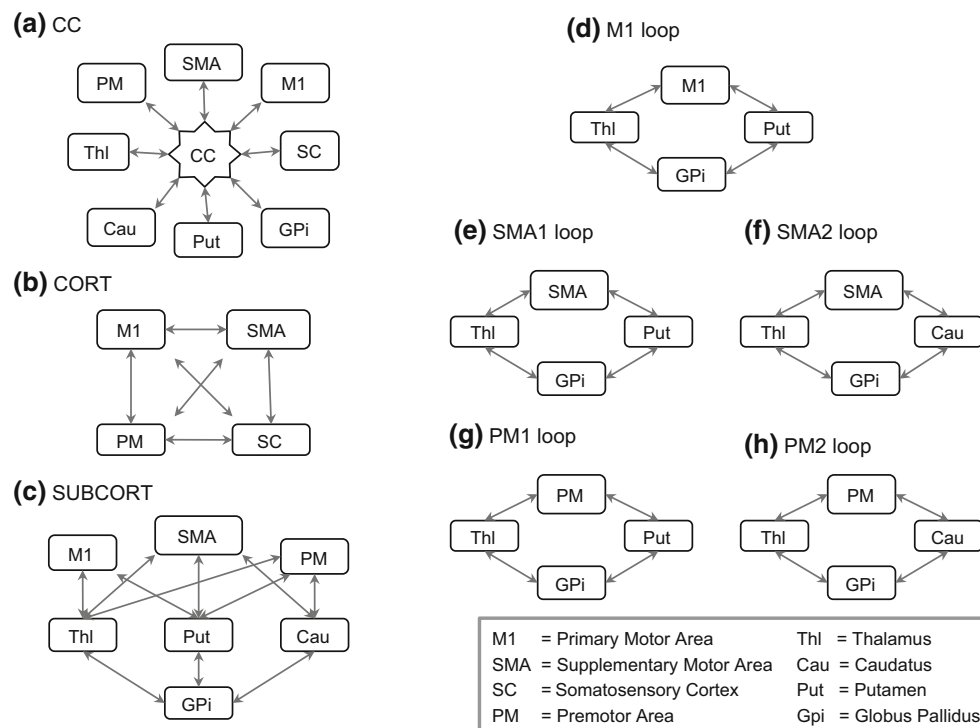 (a) CC
SMA
PM
M1
Thl
CC
SC
Cau
Put
GPi
(b) CORT
M1
SMA
PM
SC
(c) SUBCORT
M1
SMA
PM
Thl
Put
Cau
GPi
(d) M1 loop
M1
Thl
Put
GPi
(e) SMA1 loop
SMA
Thl
Put
GPi
(f) SMA2 loop
SMA
Thl
Cau
GPi
(g) PM1 loop
PM
Thl
Put
GPi
(h) PM2 loop
PM
Thl
Cau
GPi
M1 = Primary Motor Area
SMA = Supplementary Motor Area
SC = Somatosensory Cortex
PM = Premotor Area
Thl = Thalamus
Cau = Caudatus
Put = Putamen
Gpi = Globus Pallidus